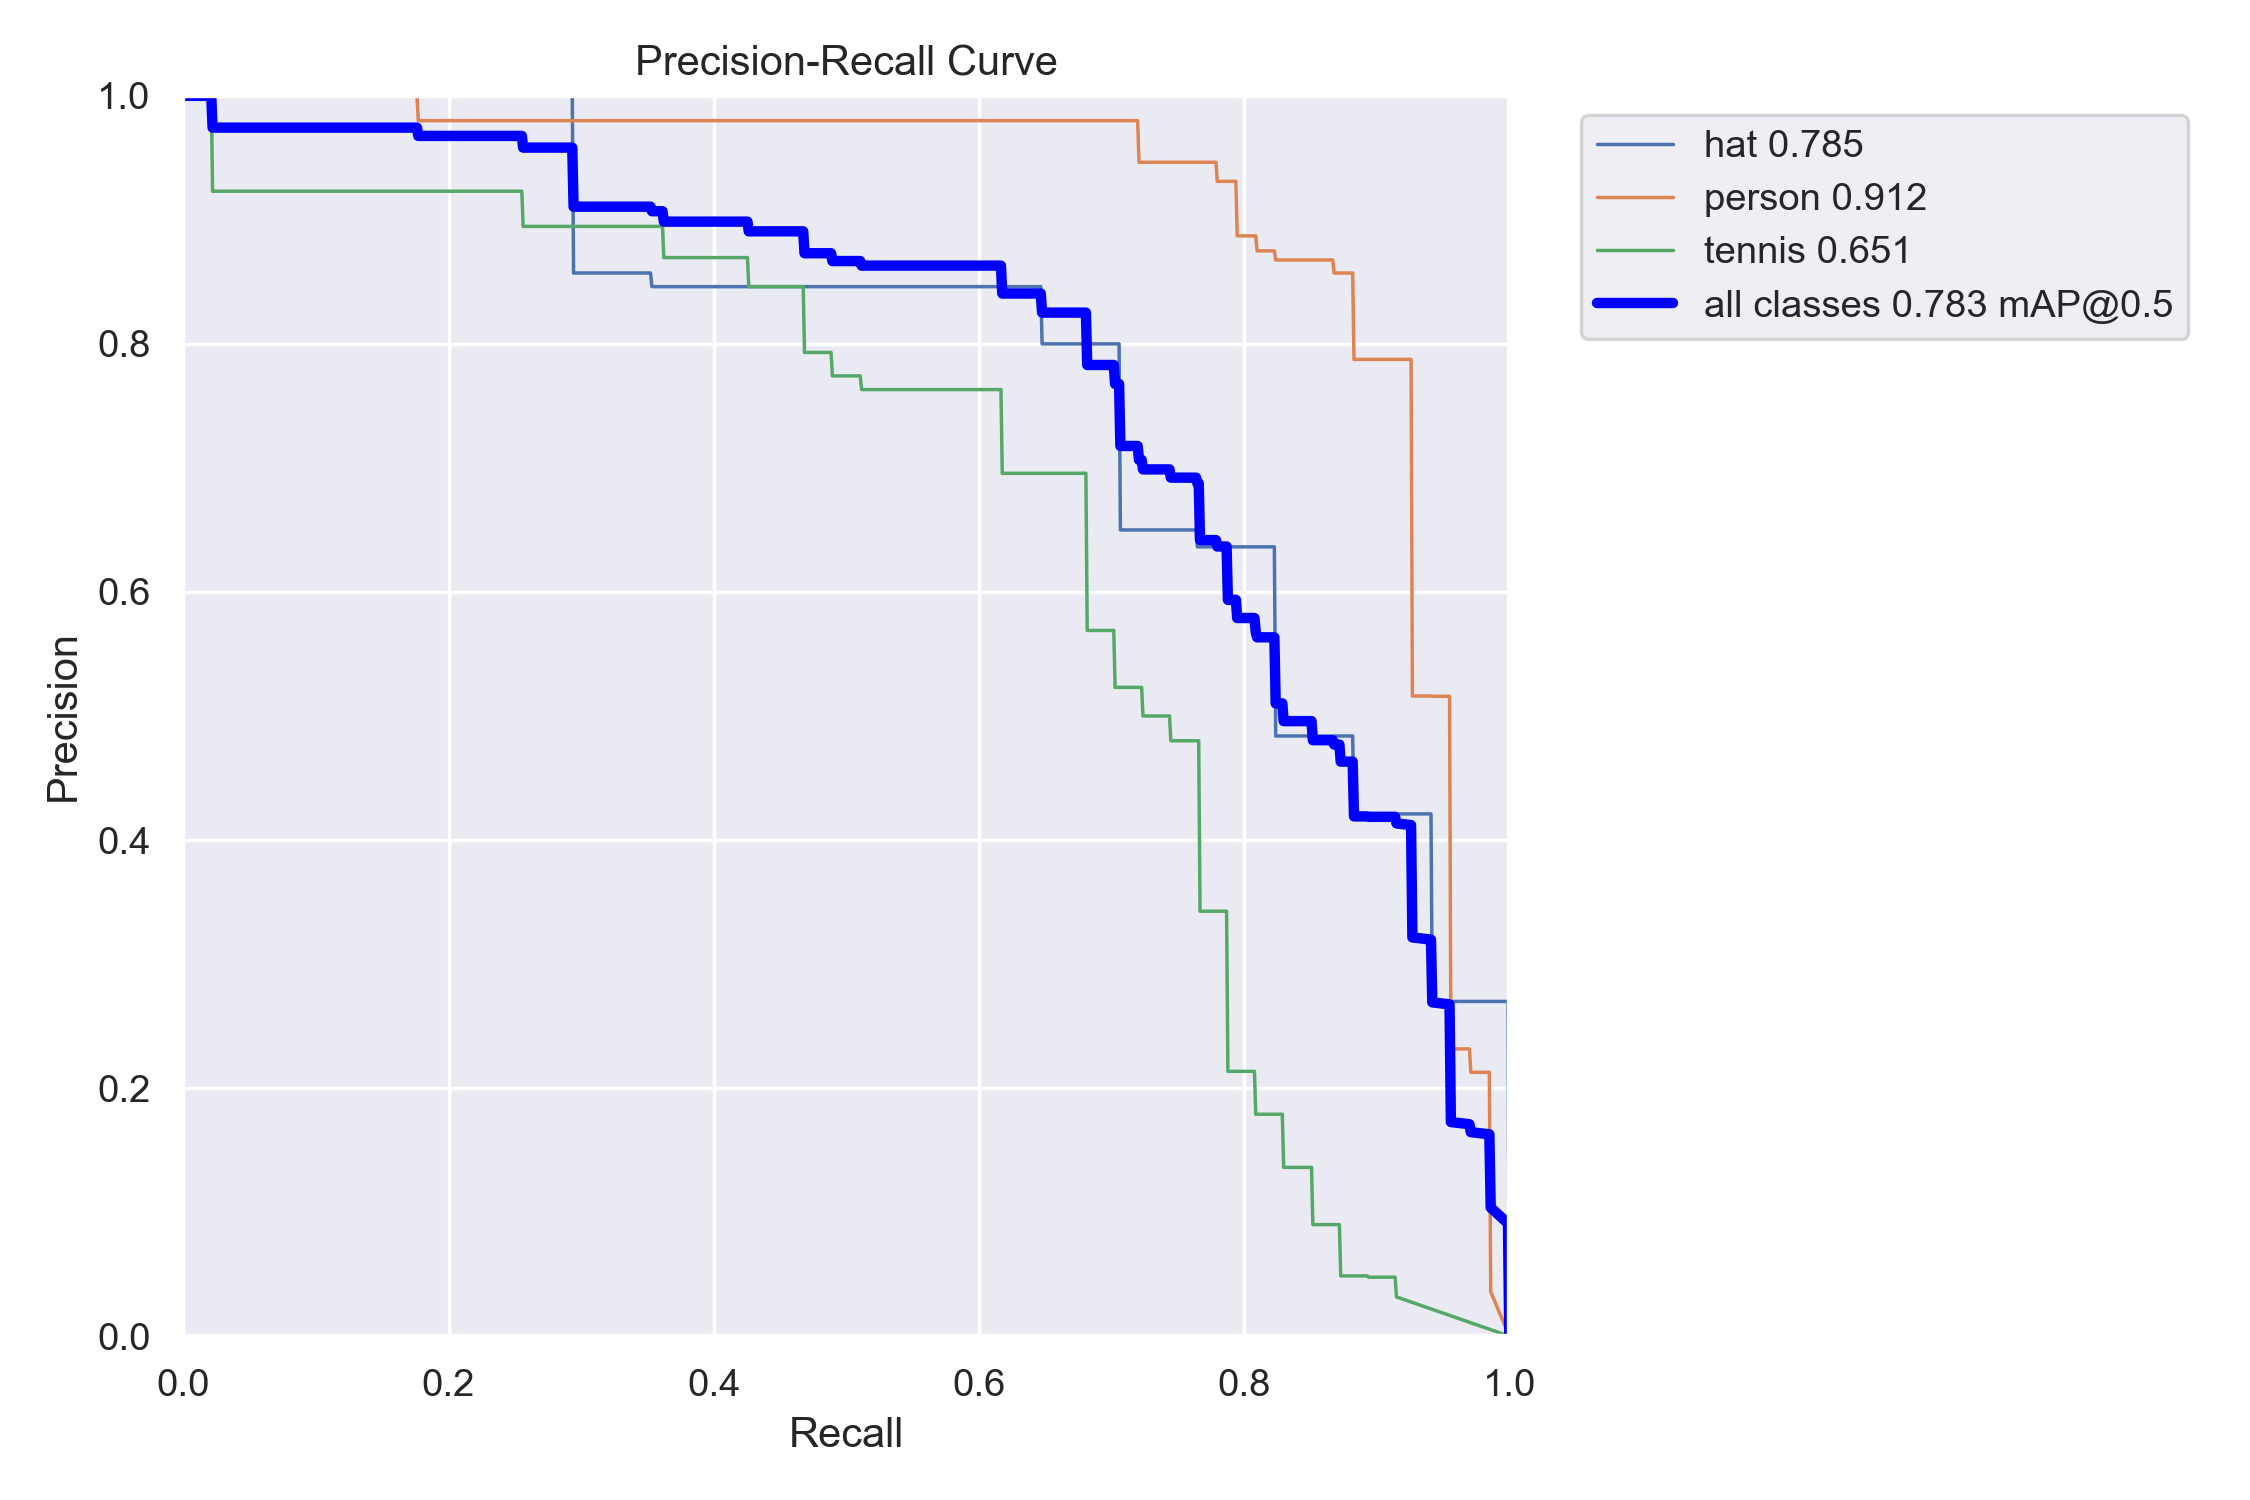 Precision-Recall Curve
hat 0.785
person 0.912
tennis 0.651
all classes 0.783 mAP@0.5
Precision
1.0
0.8
0.6
0.4
0.2
0.0
0.0 0.2 0.4 0.6 0.8 1.0
Recall